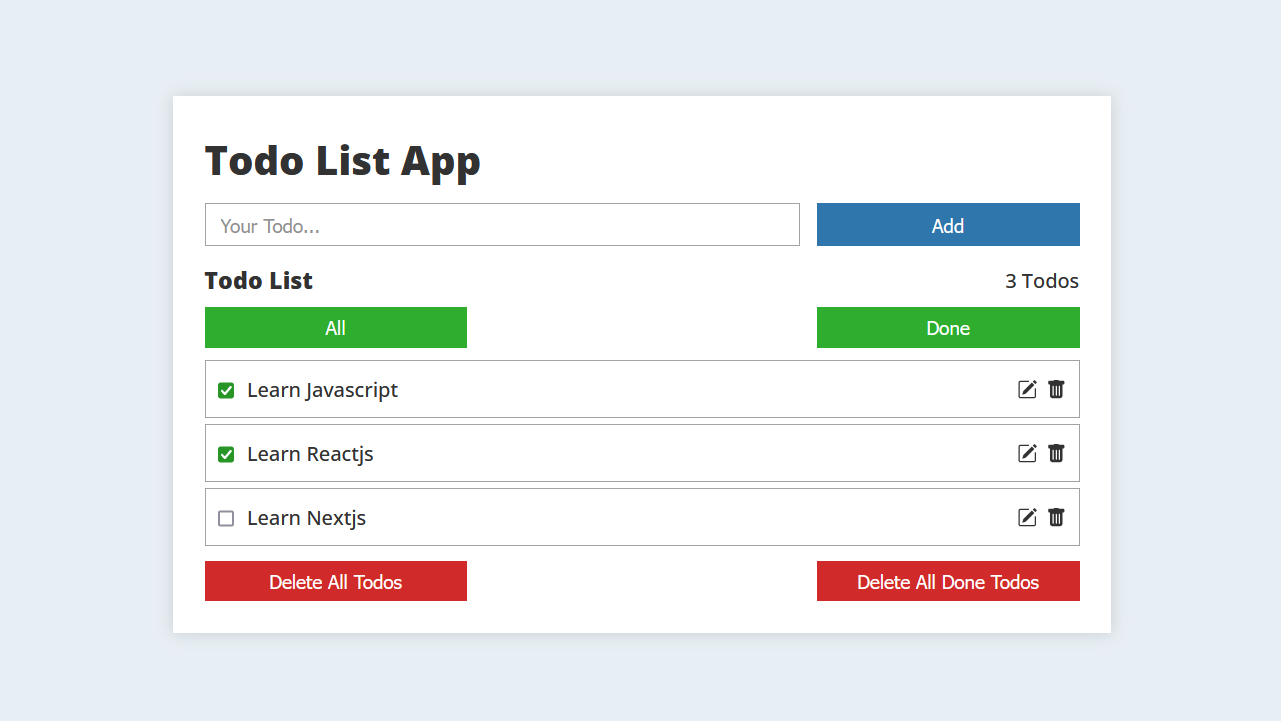 Todo List App
Your Todo...
Add
Todo List
3 Todos
All
Done
Learn Javascript
Learn Reactjs
Learn Nextjs
Delete All Todos
Delete All Done Todos